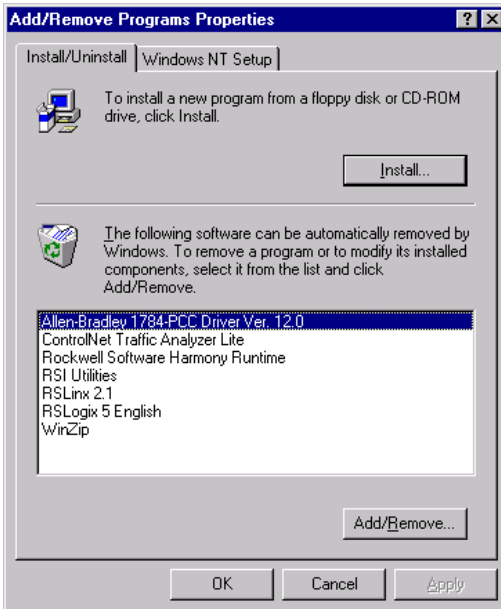 Add/Remove Programs Properties
Install/Uninstall
Windows NT Setup
To install a new program from a floppy disk or CD-ROM
drive, click Install.
Install...
The following software can be automatically removed by
Windows. To remove a program or to modify its installed
components, select it from the list and click
Add/Remove.
Allen-Bradley 1784-PCC Driver Ver. 12.0
ControlNet Traffic Analyzer Lite
Rockwell Software Harmony Runtime
RSI Utilities
RSLinx 2.1
RSLogix 5 English
WinZip
Add/Remove...
OK
Cancel
Apply